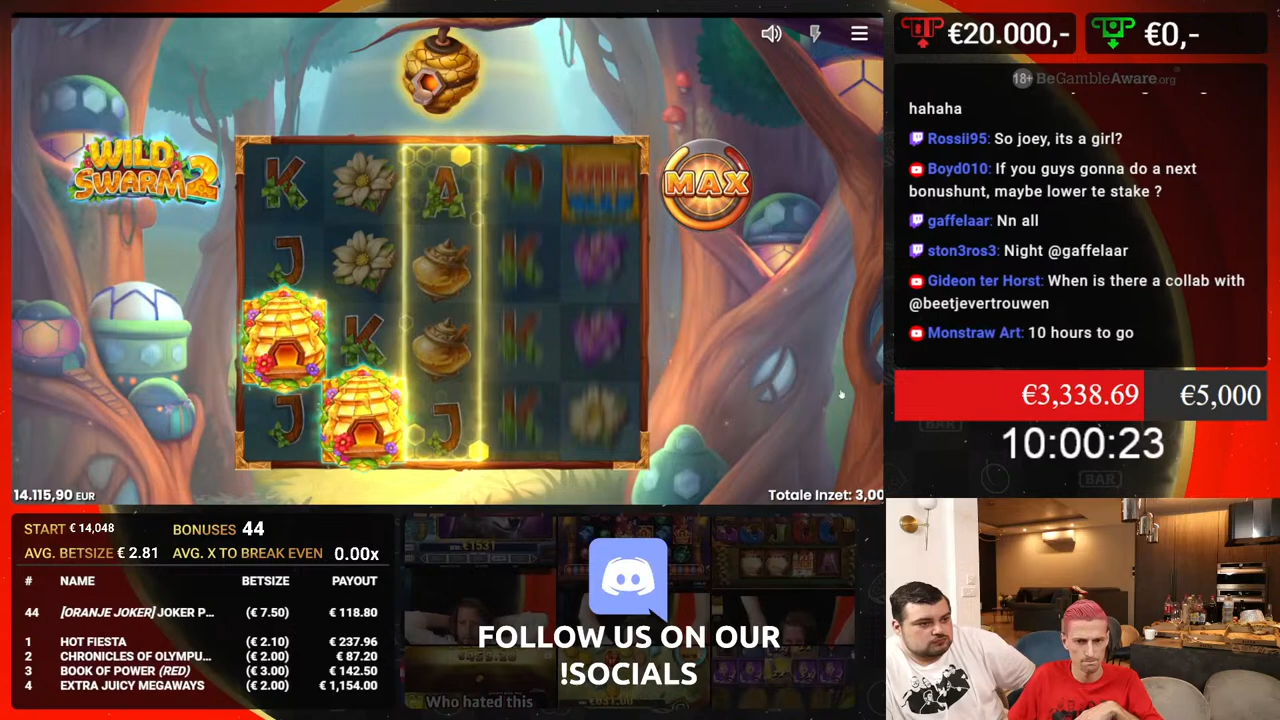 €20.000,-
€0,-
18+ BeGambleAware.org
hahaha
Rossii95: So joey, its a girl?
Boyd010: If you guys gonna do a next
bonushunt, maybe lower te stake ?
gaffelaar: Nn all
ston3ros3: Night @gaffelaar
Gideon ter Horst: When is there a collab with
@beetjevertrouwen
Monstraw Art: 10 hours to go
€3,338.69
€5,000
10:00:23
BAR
BAR
WILD
SWARM 2
MAX
K
A
Q
WILD
J
K
K
K
J
J
K
14.115,90 EUR
Totale Inzet: 3,00
START € 14,048
BONUSES 44
AVG. BETSIZE € 2.81
AVG. X TO BREAK EVEN 0.00x
# NAME BETSIZE PAYOUT
44 [ORANJE JOKER] JOKER P... (€ 7.50) € 118.80
1 HOT FIESTA (€ 2.10) € 237.96
2 CHRONICLES OF OLYMPU... (€ 2.00) € 87.20
3 BOOK OF POWER (RED) (€ 3.00) € 142.50
4 EXTRA JUICY MEGAWAYS (€ 2.00) € 1,154.00
FOLLOW US ON OUR
!SOCIALS
Who hated this